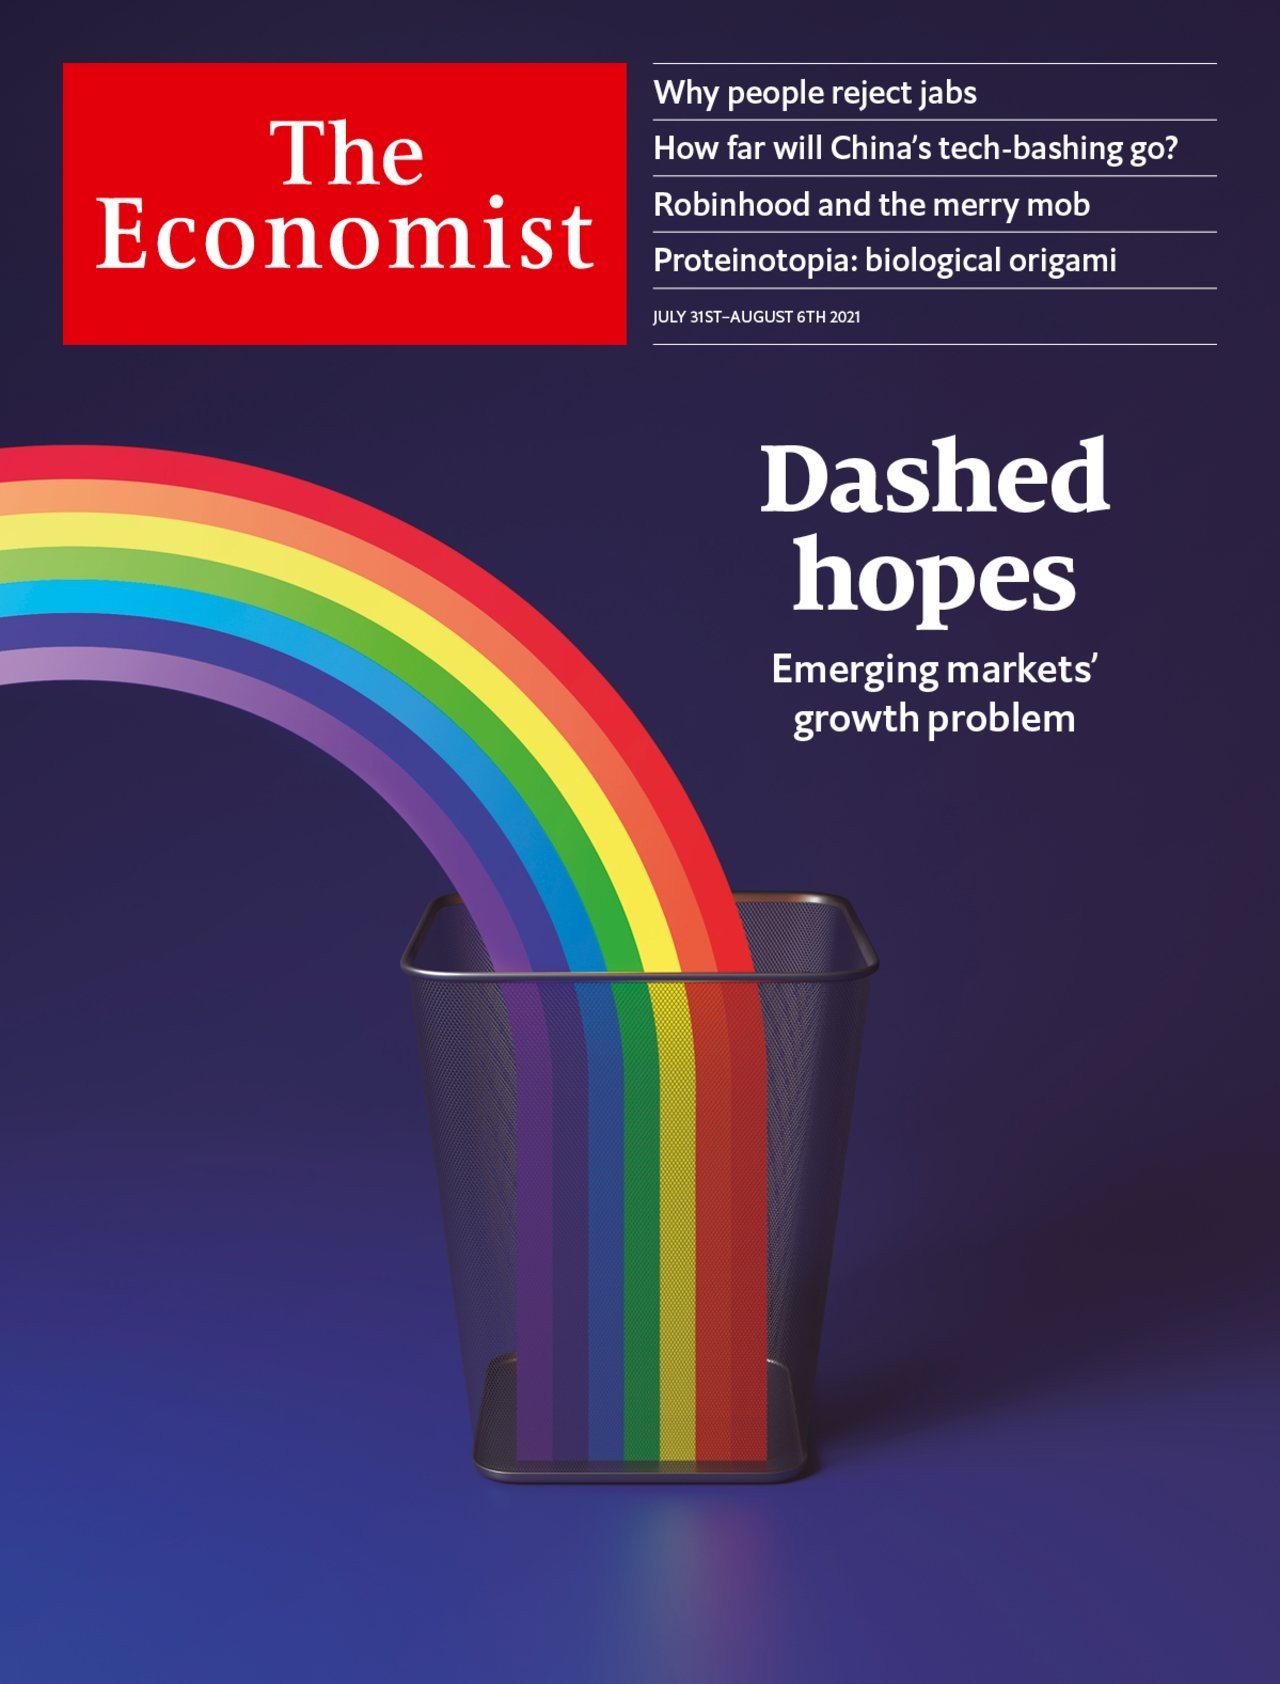 The
Economist
Why people reject jabs
How far will China's tech-bashing go?
Robinhood and the merry mob
Proteinotopia: biological origami
JULY 31ST–AUGUST 6TH 2021
Dashed
hopes
Emerging markets'
growth problem